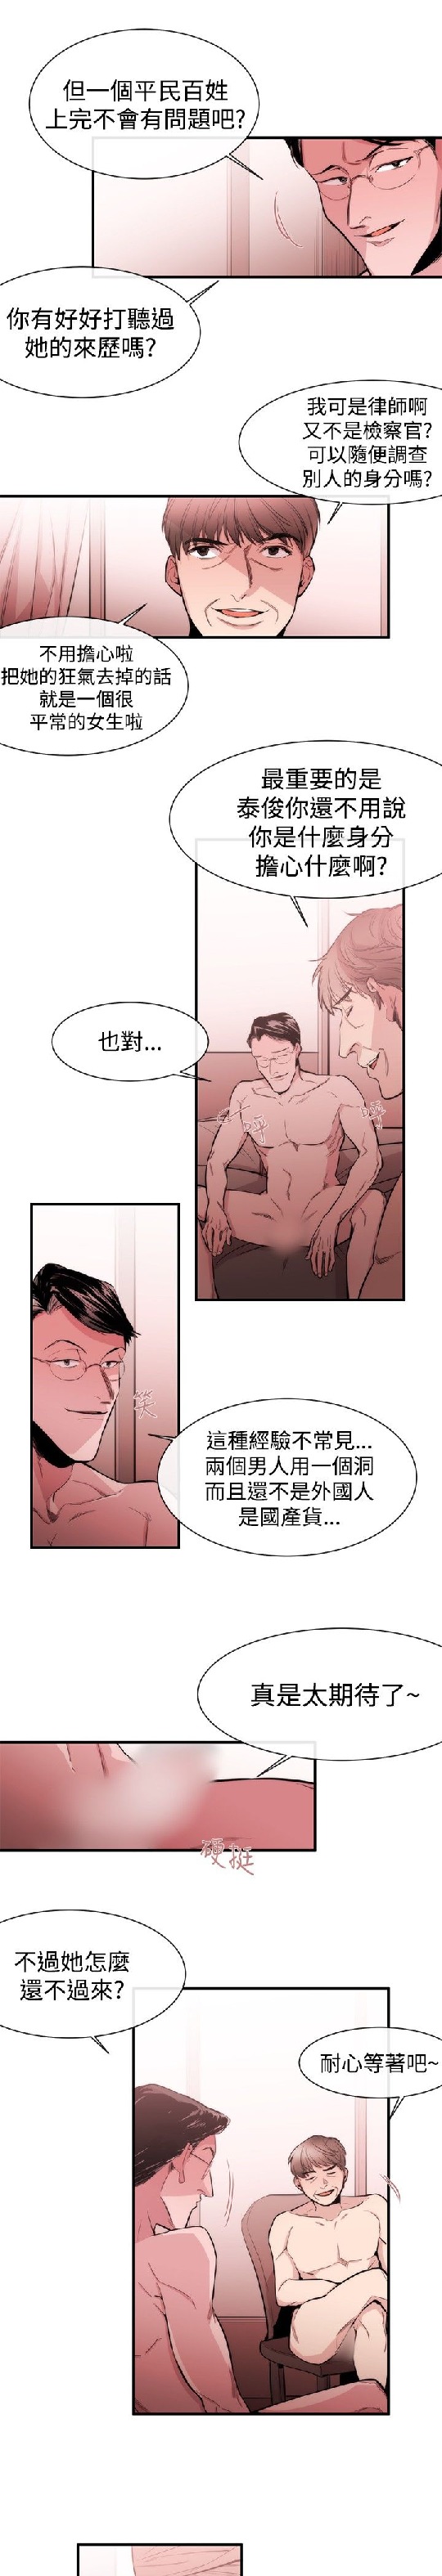 但一個平民百姓
上完不會有問題吧?
你有好好打聽過
她的來歷嗎?
我可是律師啊
又不是檢察官?
可以隨便調查
別人的身分嗎?
不用擔心啦
把她的狂氣去掉的話
就是一個很
平常的女生啦
最重要的是
泰俊你還不用說
你是什麼身分
擔心什麼啊?
也對...
呼
呼
笑
這種經驗不常見...
兩個男人用一個洞
而且還不是外國人
是國產貨...
真是太期待了~
硬挺
不過她怎麼
還不過來?
耐心等著吧~